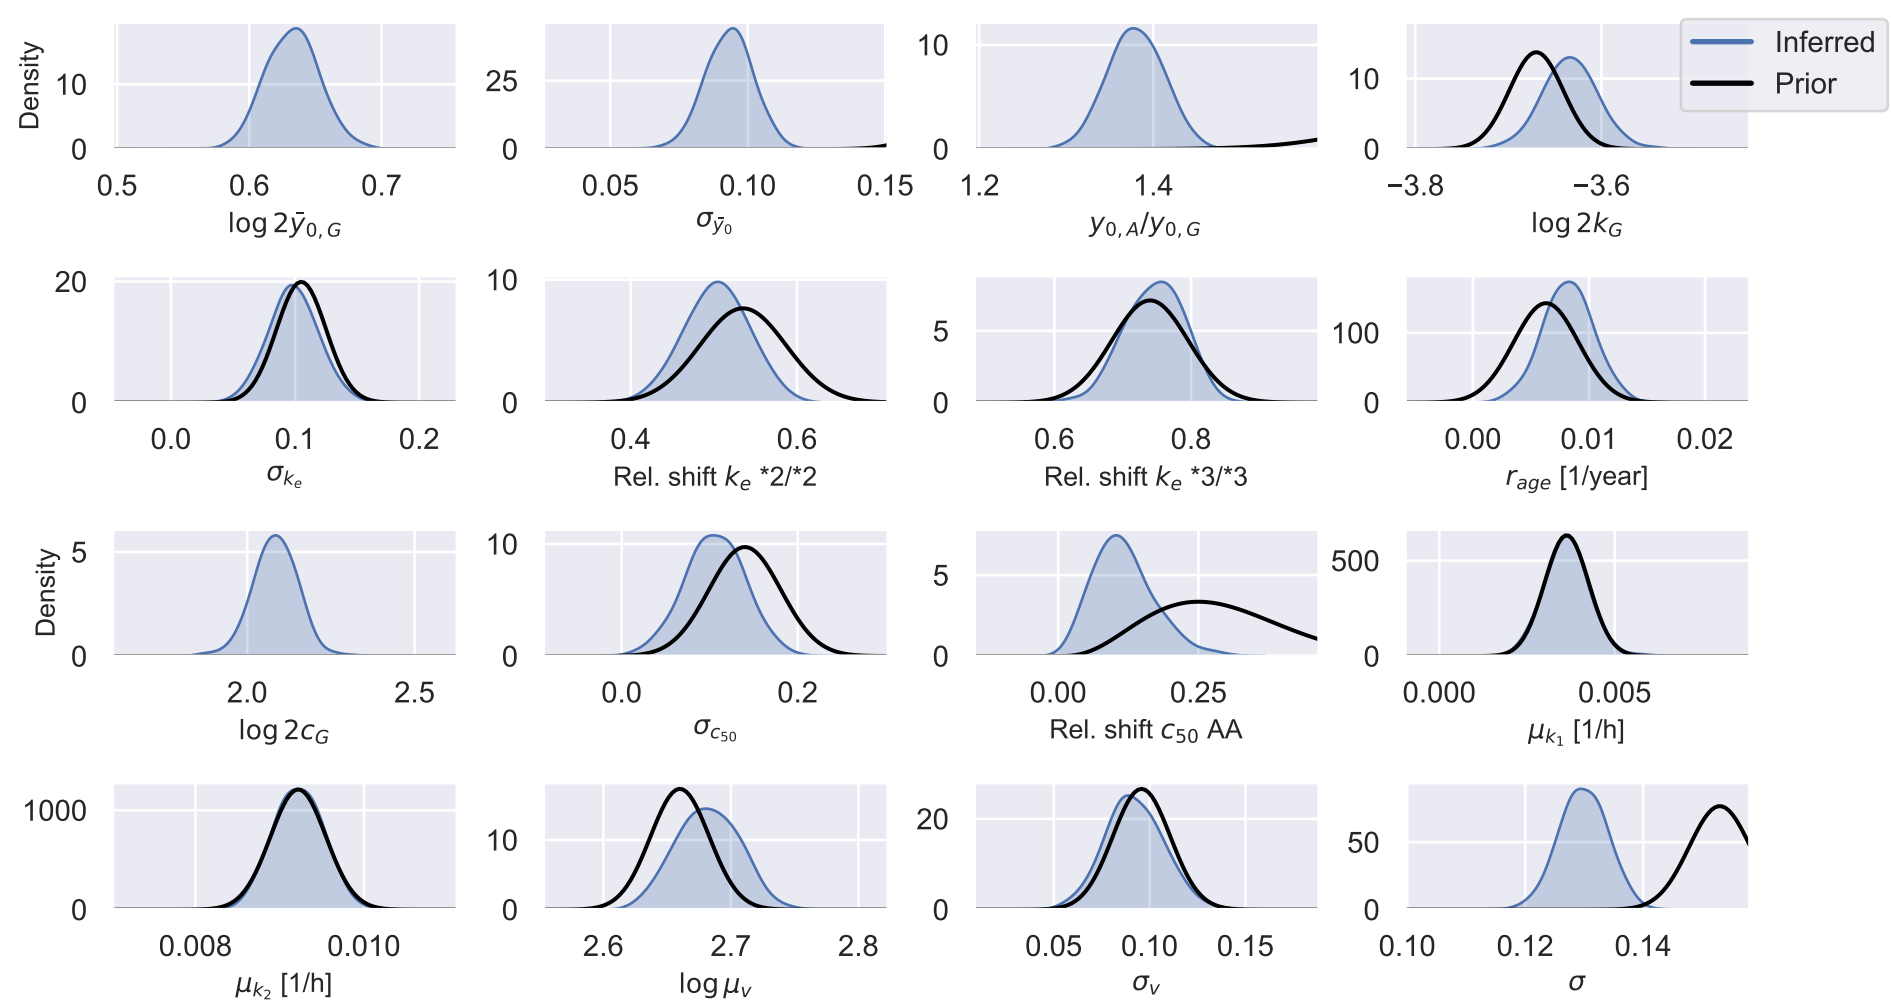 Inferred
Prior
Density
10
0
0.5 0.6 0.7
log 2ȳ₀,G
25
0
0.05 0.10 0.15
σȳ₀
10
0
1.2 1.4
y₀,A/y₀,G
10
0
−3.8 −3.6
log 2k_G
20
0
0.0 0.1 0.2
σ_kₑ
10
0
0.4 0.6
Rel. shift kₑ *2/*2
5
0
0.6 0.8
Rel. shift kₑ *3/*3
100
0
0.00 0.01 0.02
r_age [1/year]
Density
5
0
2.0 2.5
log 2c_G
10
0
0.0 0.2
σ_c₅₀
5
0
0.00 0.25
Rel. shift c₅₀ AA
500
0
0.000 0.005
μ_k₁ [1/h]
1000
0
0.008 0.010
μ_k₂ [1/h]
10
0
2.6 2.7 2.8
log μᵥ
20
0
0.05 0.10 0.15
σᵥ
50
0
0.10 0.12 0.14
σ